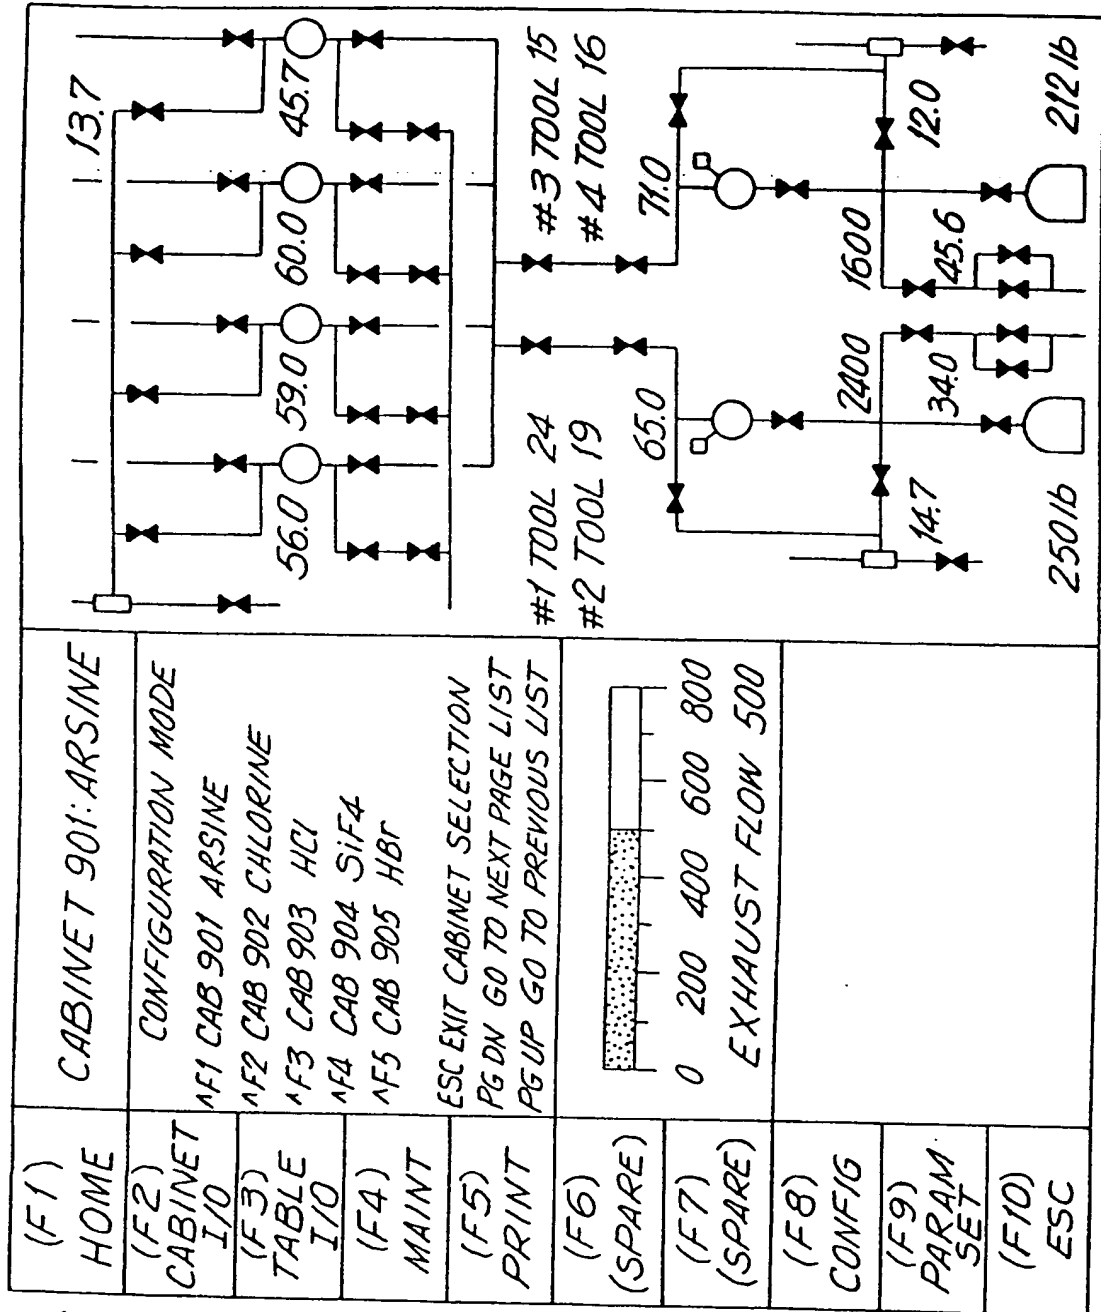 (F1)
HOME
(F2)
CABINET
I/O
(F3)
TABLE
I/O
(F4)
MAINT
(F5)
PRINT
(F6)
(SPARE)
(F7)
(SPARE)
(F8)
CONFIG
(F9)
PARAM
SET
(F10)
ESC
CABINET 901: ARSINE
CONFIGURATION MODE
^F1 CAB 901 ARSINE
^F2 CAB 902 CHLORINE
^F3 CAB 903 HCl
^F4 CAB 904 SiF4
^F5 CAB 905 HBr
ESC EXIT CABINET SELECTION
PG DN GO TO NEXT PAGE LIST
PG UP GO TO PREVIOUS LIST
0 200 400 600 800
EXHAUST FLOW 500
13.7
56.0 59.0 60.0 45.7
#1 TOOL 24 #3 TOOL 15
#2 TOOL 19 #4 TOOL 16
65.0 71.0
2400 1600
14.7 34.0 45.6 12.0
250 lb 212 lb